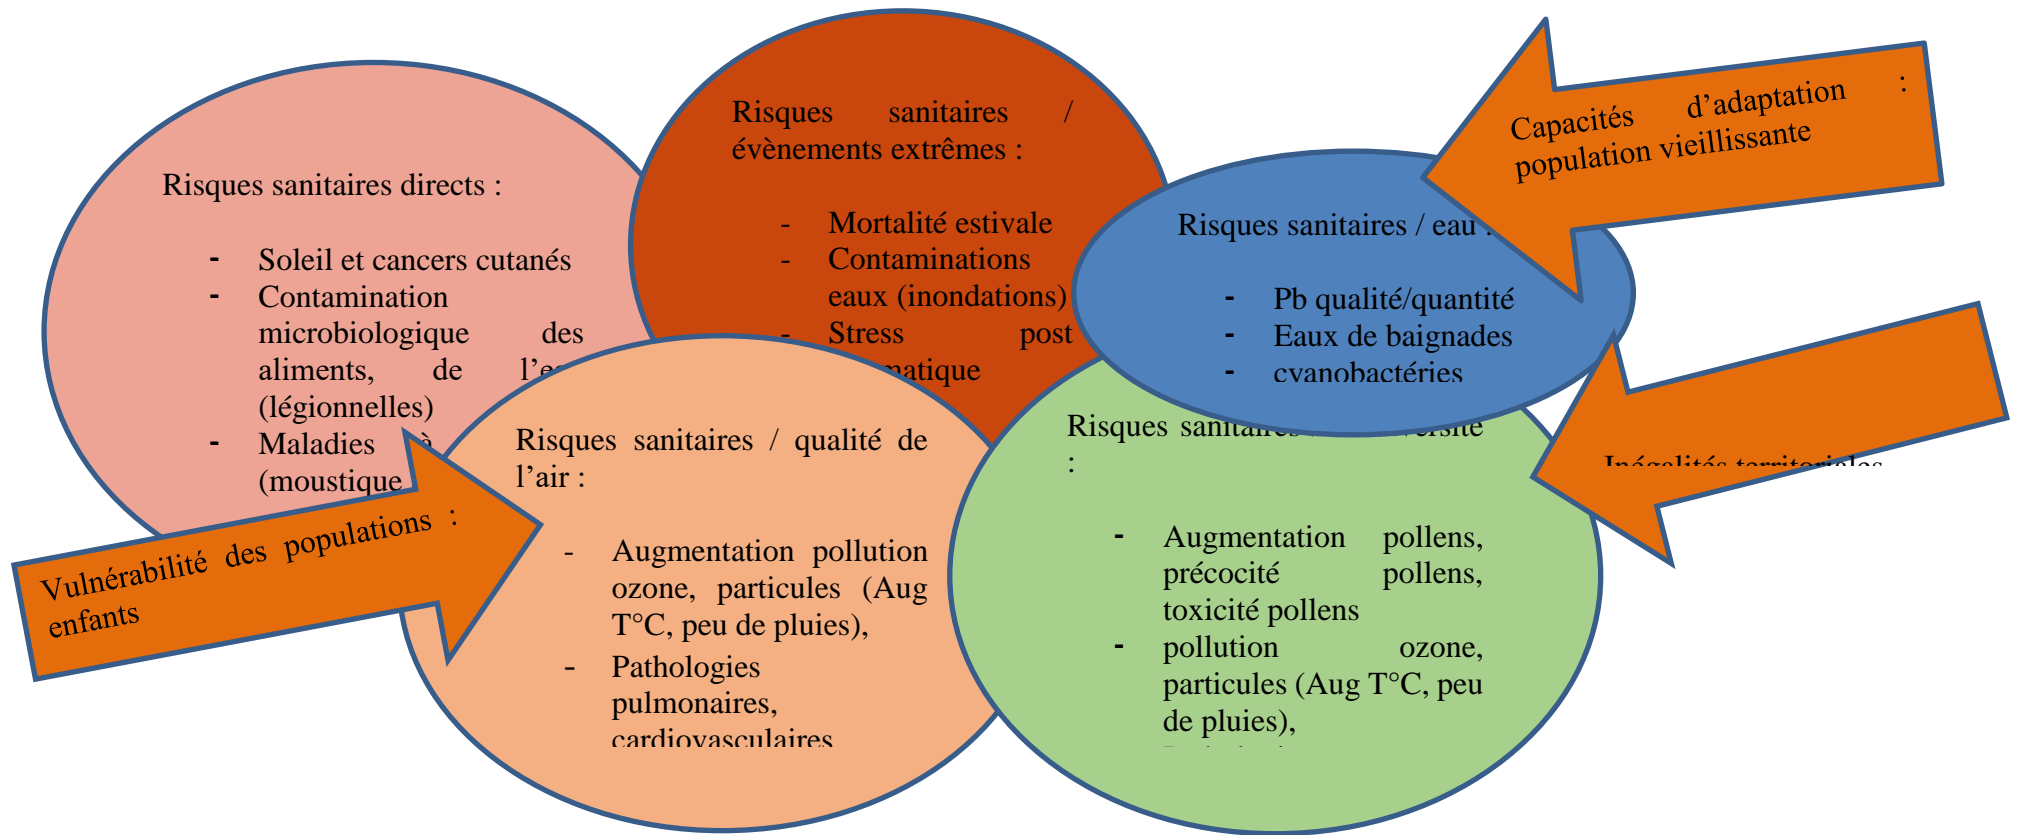 Risques sanitaires directs :
- Soleil et cancers cutanés
- Contamination
microbiologique des
aliments, de
(légionnelles)
- Maladies à
(moustique
Risques sanitaires /
évènements extrêmes :
- Mortalité estivale
- Contaminations
eaux (inondations)
- Stress post
Risques sanitaires / eau :
- Pb qualité/quantité
- Eaux de baignades
- cyanobactéries
Capacités d’adaptation :
population vieillissante
Inégalités territoriales
Vulnérabilité des populations :
enfants
Risques sanitaires / qualité de
l’air :
- Augmentation pollution
ozone, particules (Aug
T°C, peu de pluies),
- Pathologies
pulmonaires,
cardiovasculaires
Risques sanitaires
:
- Augmentation pollens,
précocité pollens,
toxicité pollens
- pollution ozone,
particules (Aug T°C, peu
de pluies),